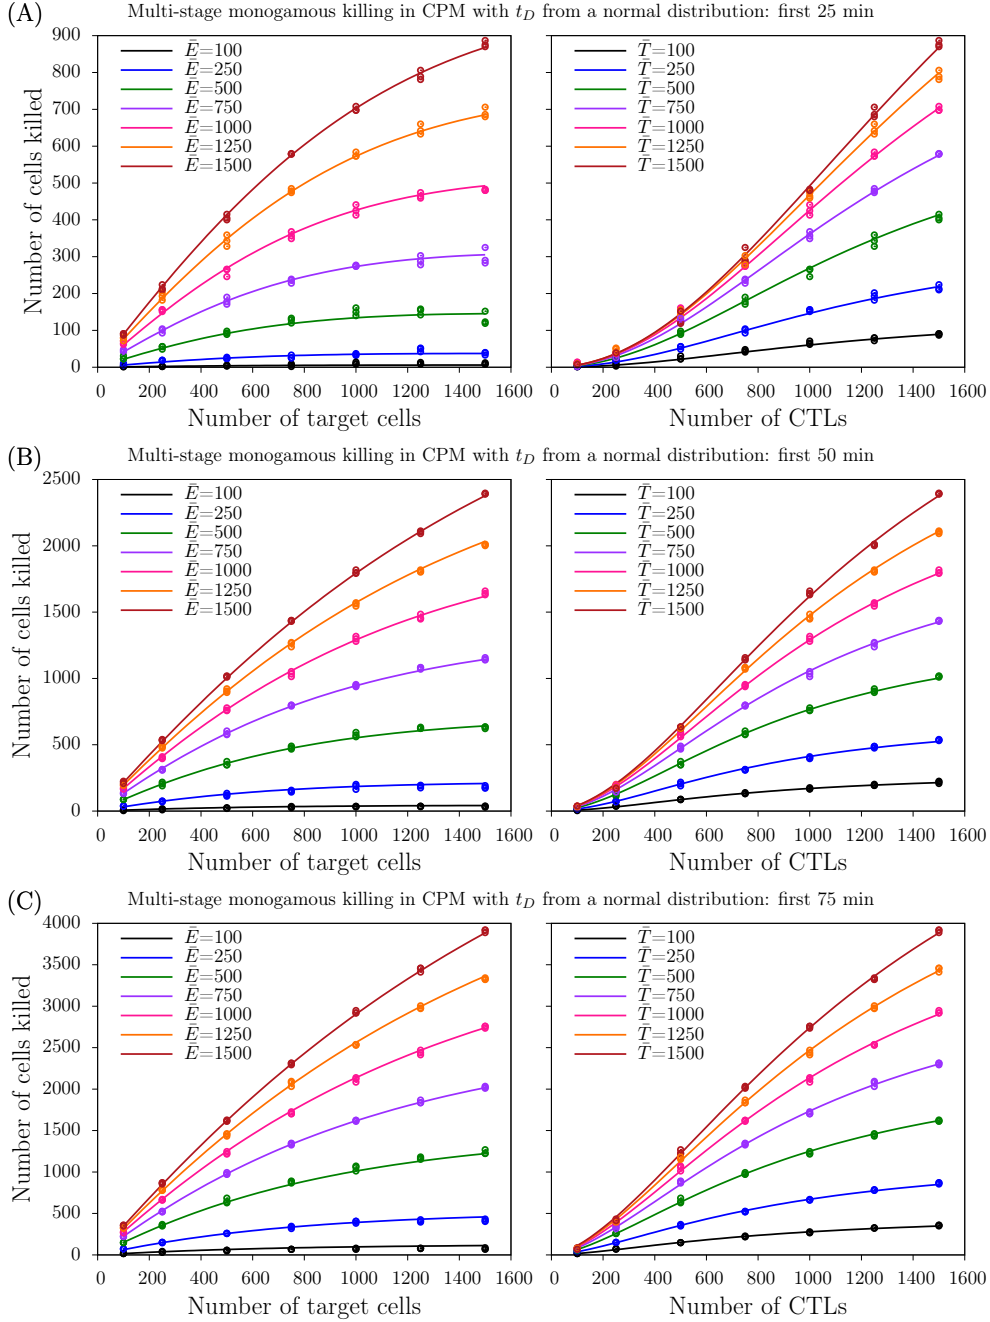 (A) Multi-stage monogamous killing in CPM with t_D from a normal distribution: first 25 min
Number of cells killed
900
800
700
600
500
400
300
200
100
0
Ē=100
Ē=250
Ē=500
Ē=750
Ē=1000
Ē=1250
Ē=1500
0 200 400 600 800 1000 1200 1400 1600
Number of target cells
T̄=100
T̄=250
T̄=500
T̄=750
T̄=1000
T̄=1250
T̄=1500
0 200 400 600 800 1000 1200 1400 1600
Number of CTLs
(B) Multi-stage monogamous killing in CPM with t_D from a normal distribution: first 50 min
Number of cells killed
2500
2000
1500
1000
500
0
Ē=100
Ē=250
Ē=500
Ē=750
Ē=1000
Ē=1250
Ē=1500
0 200 400 600 800 1000 1200 1400 1600
Number of target cells
T̄=100
T̄=250
T̄=500
T̄=750
T̄=1000
T̄=1250
T̄=1500
0 200 400 600 800 1000 1200 1400 1600
Number of CTLs
(C) Multi-stage monogamous killing in CPM with t_D from a normal distribution: first 75 min
Number of cells killed
4000
3500
3000
2500
2000
1500
1000
500
0
Ē=100
Ē=250
Ē=500
Ē=750
Ē=1000
Ē=1250
Ē=1500
0 200 400 600 800 1000 1200 1400 1600
Number of target cells
T̄=100
T̄=250
T̄=500
T̄=750
T̄=1000
T̄=1250
T̄=1500
0 200 400 600 800 1000 1200 1400 1600
Number of CTLs